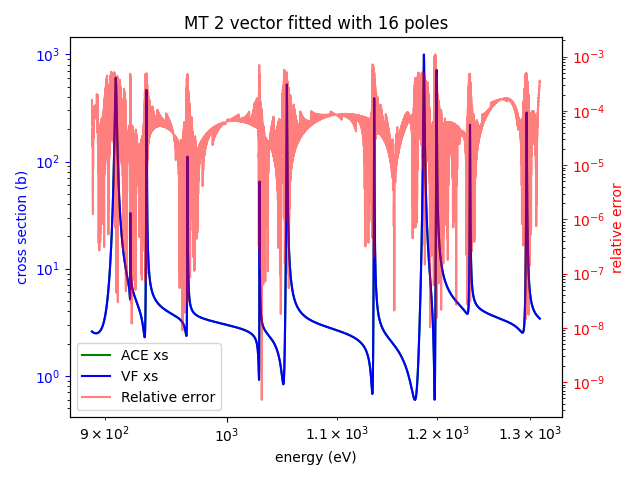 MT 2 vector fitted with 16 poles
10³
10²
10¹
10⁰
cross section (b)
10⁻³
10⁻⁴
10⁻⁵
10⁻⁶
10⁻⁷
10⁻⁸
10⁻⁹
relative error
ACE xs
VF xs
Relative error
9 × 10² 10³ 1.1 × 10³ 1.2 × 10³ 1.3 × 10³
energy (eV)